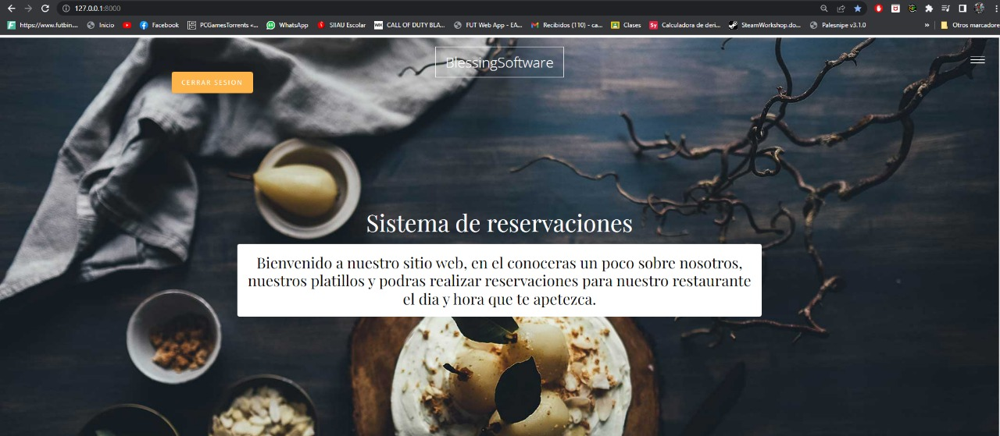 127.0.0.1:8000
https://www.futbin....
Inicio
Facebook
PCGamesTorrents «...
WhatsApp
SIIAU Escolar
CALL OF DUTY BLA...
FUT Web App - EA...
Recibidos (110) - ca...
Clases
Calculadora de deri...
SteamWorkshop.do...
Palesnipe v3.1.0
»
Otros marcadore
BlessingSoftware
CERRAR SESION
Sistema de reservaciones
Bienvenido a nuestro sitio web, en el conoceras un poco sobre nosotros,
nuestros platillos y podras realizar reservaciones para nuestro restaurante
el dia y hora que te apetezca.